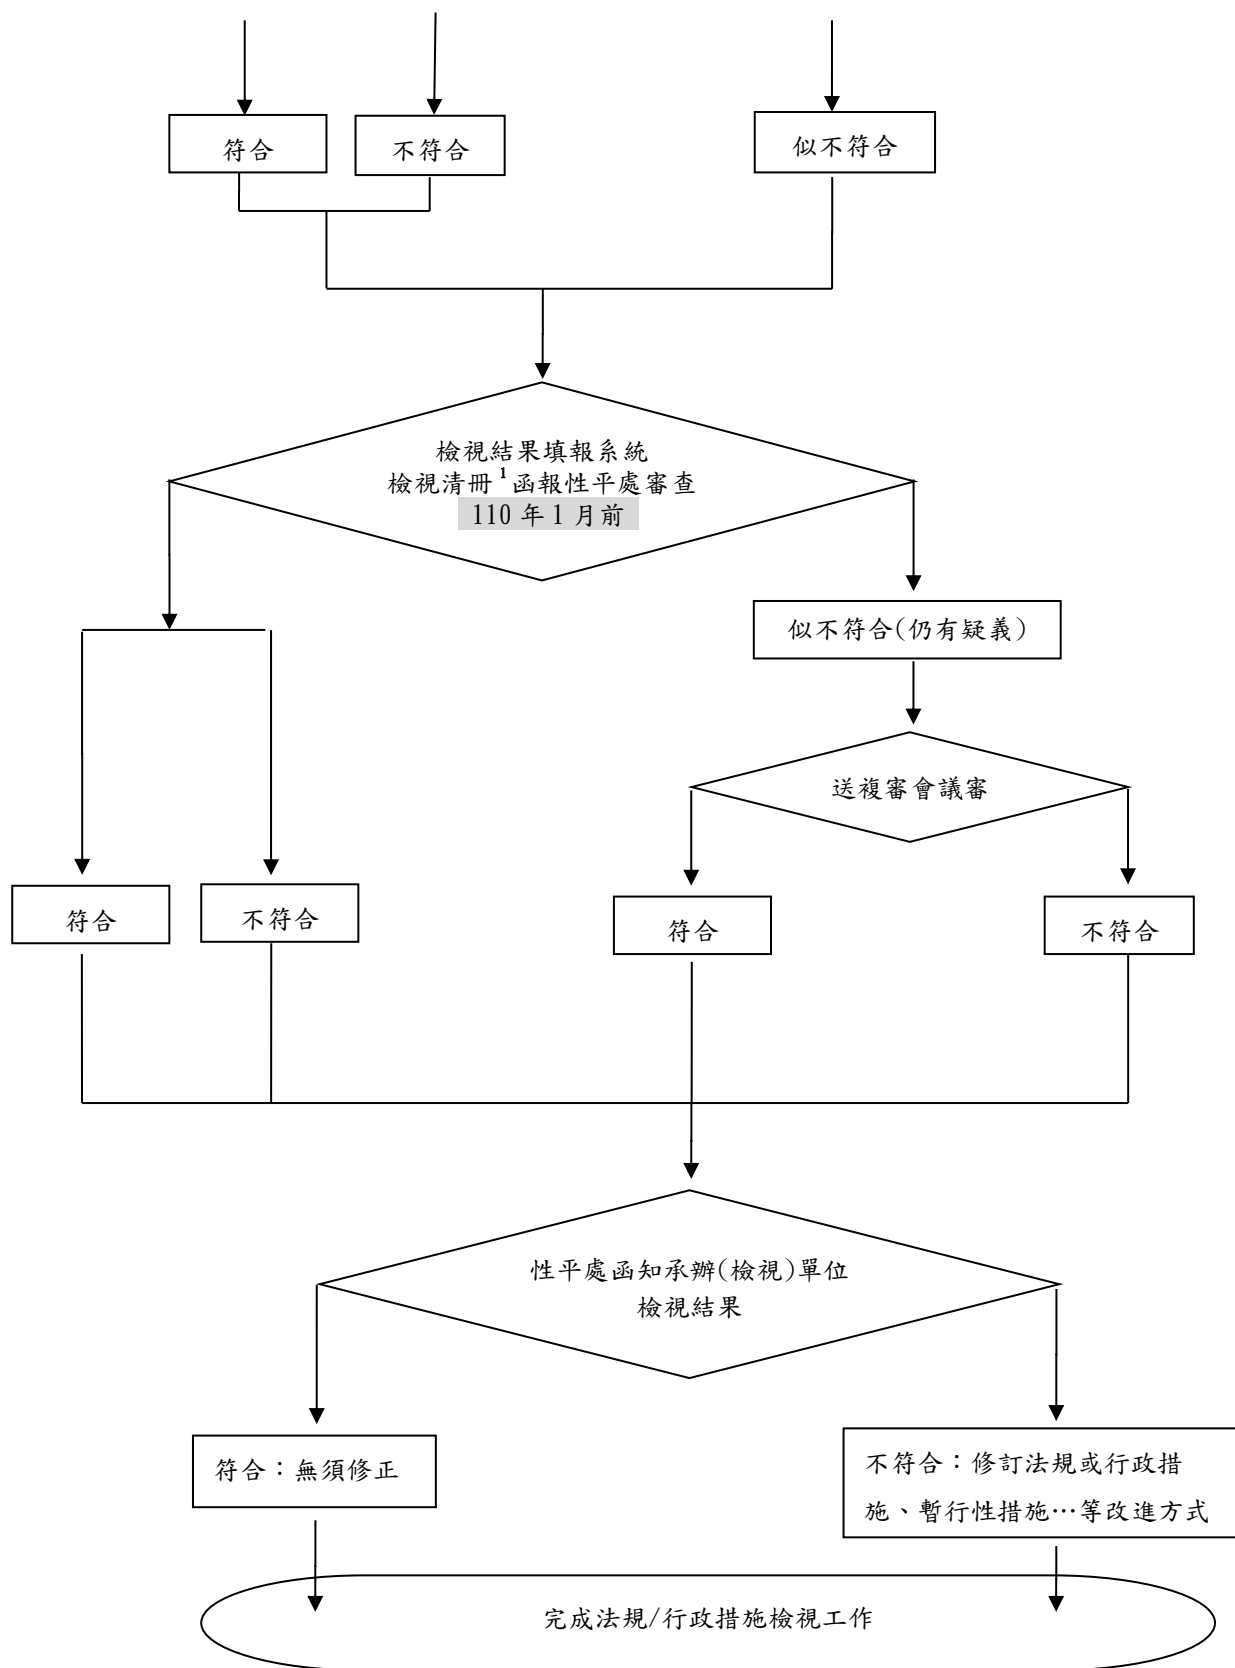 符合
不符合
似不符合
檢視結果填報系統
檢視清冊¹函報性平處審查
110年1月前
似不符合(仍有疑義)
送複審會議審
符合
不符合
符合
不符合
性平處函知承辦(檢視)單位
檢視結果
符合：無須修正
不符合：修訂法規或行政措
施、暫行性措施…等改進方式
完成法規/行政措施檢視工作